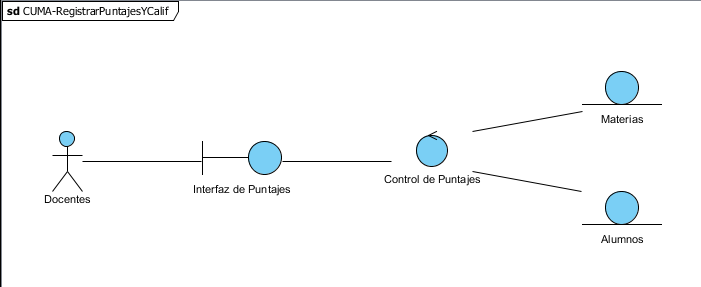 sd CUMA-RegistrarPuntajesYCalif
Materias
Docentes
Interfaz de Puntajes
Control de Puntajes
Alumnos